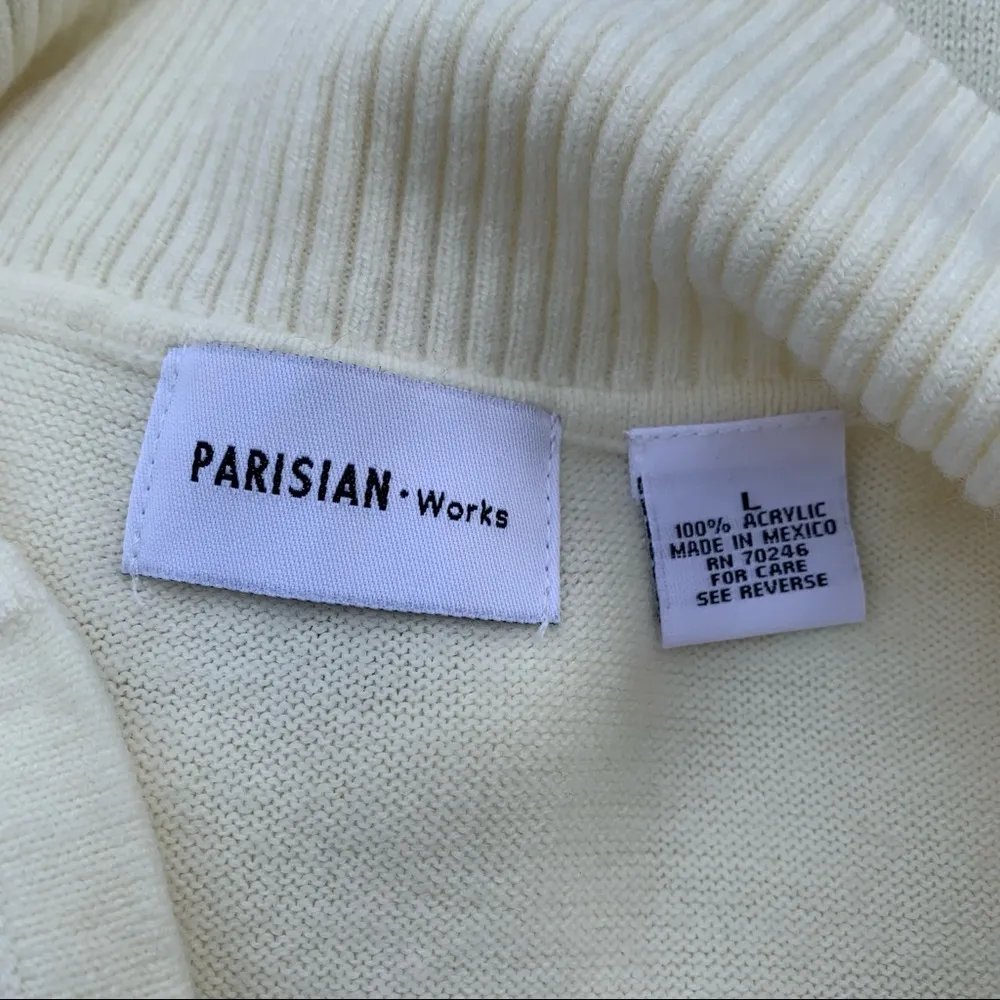 PARISIAN · Works
L
100% ACRYLIC
MADE IN MEXICO
RN 70246
FOR CARE
SEE REVERSE